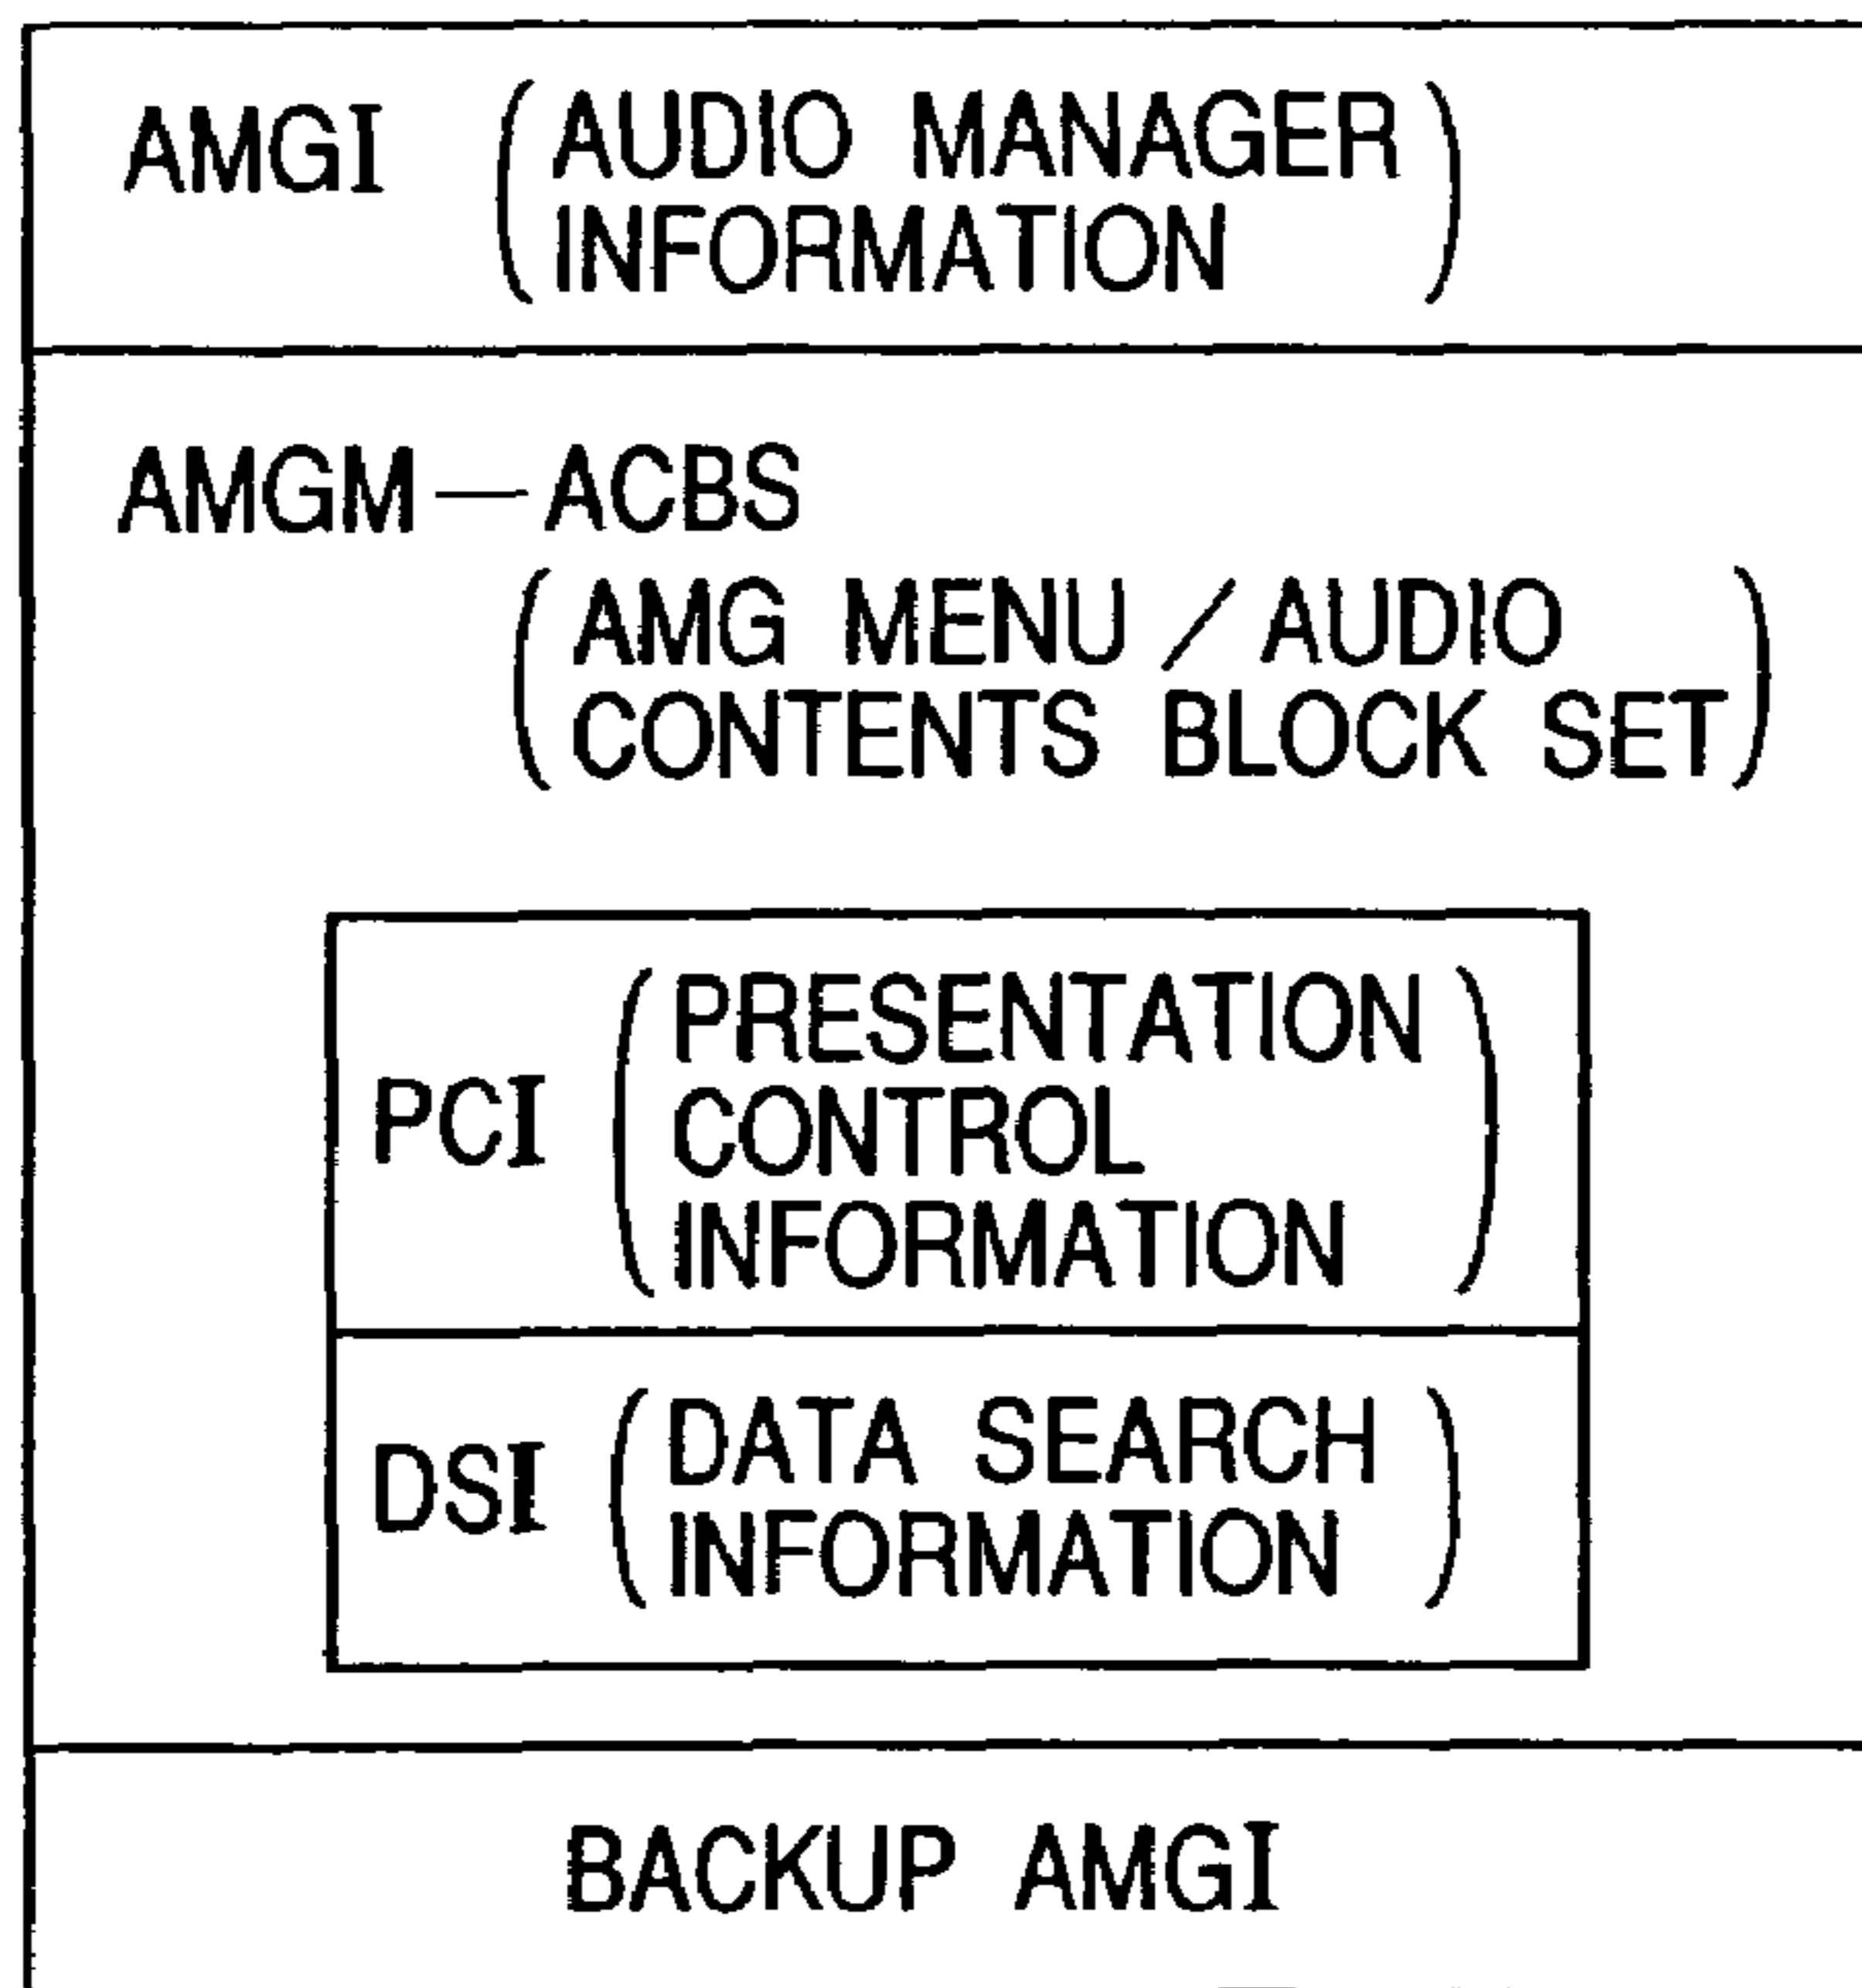 AMGI (AUDIO MANAGER
INFORMATION)
AMGM—ACBS
(AMG MENU/AUDIO
CONTENTS BLOCK SET)
PCI (PRESENTATION
CONTROL
INFORMATION)
DSI (DATA SEARCH
INFORMATION)
BACKUP AMGI